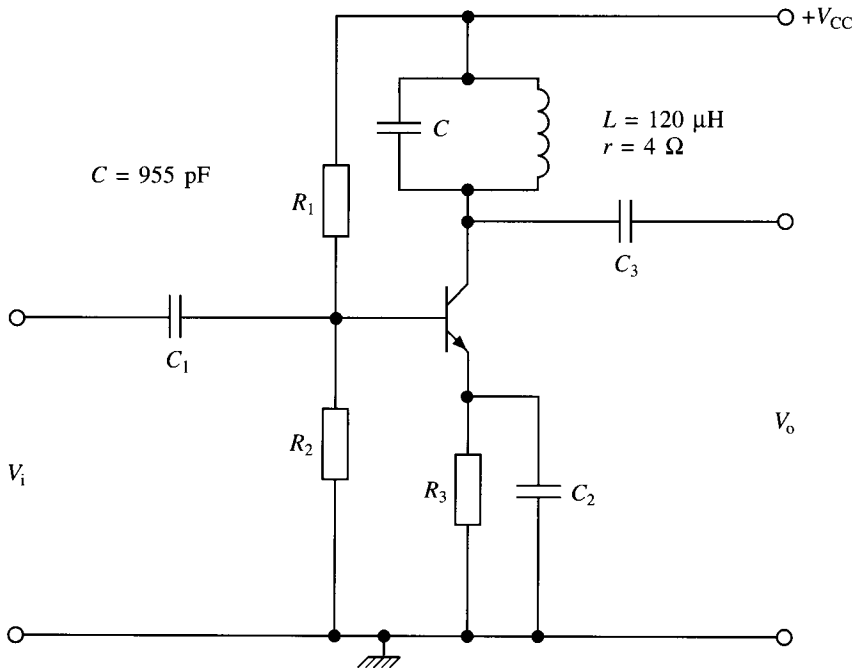 +V_CC
C
L = 120 μH
r = 4 Ω
C = 955 pF
R_1
C_3
C_1
R_2
V_o
V_i
R_3
C_2